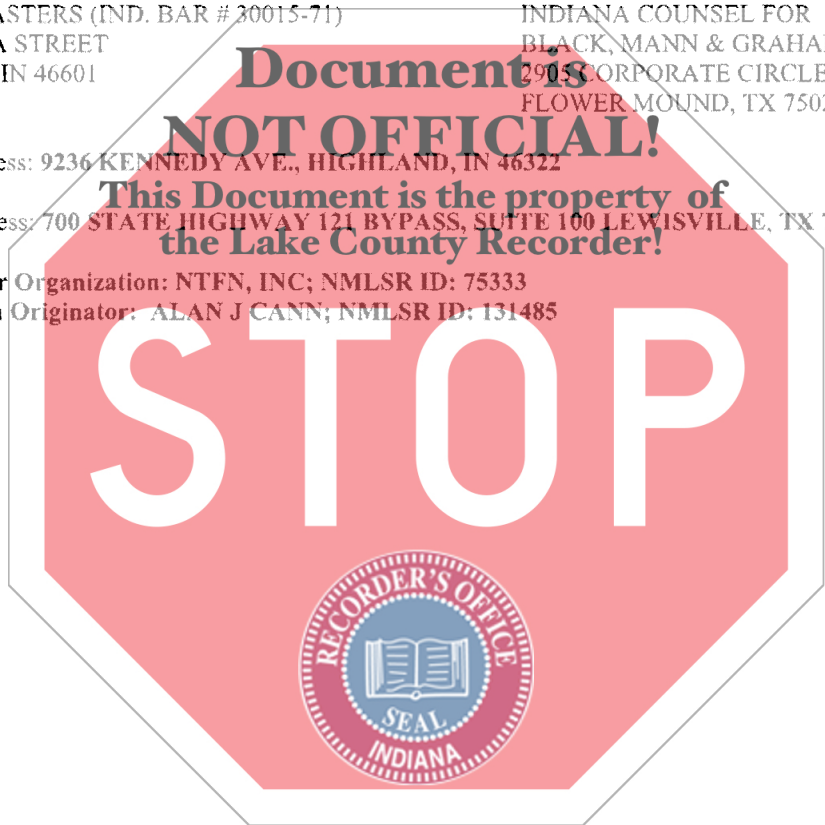 ASTERS (IND. BAR # 30015-71)
INDIANA COUNSEL FOR
A STREET
BLACK, MANN & GRAHA
IN 46601
2905 CORPORATE CIRCLE
FLOWER MOUND, TX 750
Document is
NOT OFFICIAL!
ess: 9236 KENNEDY AVE., HIGHLAND, IN 46322
This Document is the property of
ess: 700 STATE HIGHWAY 121 BYPASS, SUITE 100 LEWISVILLE, TX
the Lake County Recorder!
r Organization: NTFN, INC; NMLSR ID: 75333
Originator: ALAN J CANN; NMLSR ID: 131485
STOP
RECORDER'S OFFICE
SEAL
INDIANA